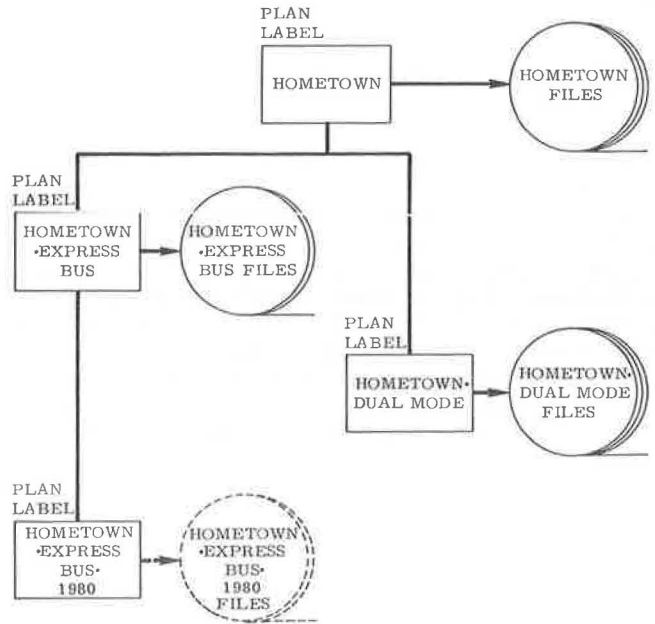 PLAN
LABEL
HOMETOWN
HOMETOWN
FILES
PLAN
LABEL
HOMETOWN
•EXPRESS
BUS
HOMETOWN
•EXPRESS
BUS FILES
PLAN
LABEL
HOMETOWN•
DUAL MODE
HOMETOWN•
DUAL MODE
FILES
PLAN
LABEL
HOMETOWN
•EXPRESS
BUS•
1980
HOMETOWN
•EXPRESS
BUS•
1980
FILES